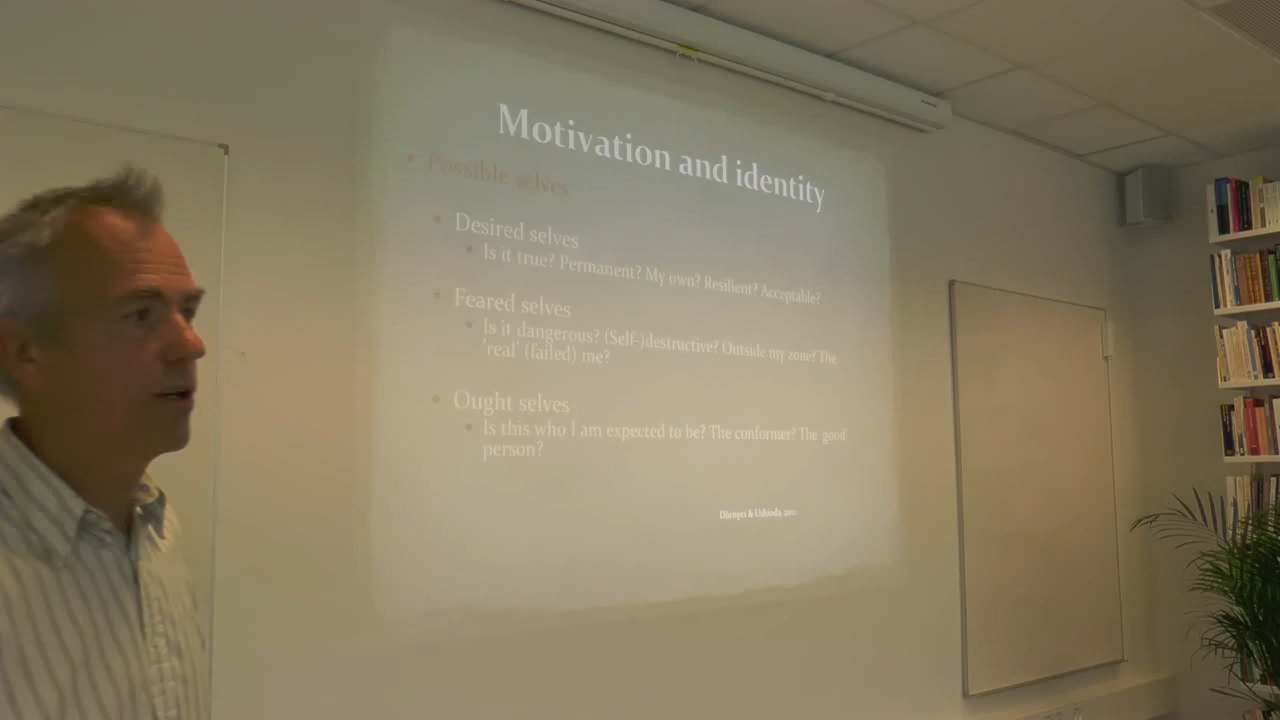 Motivation and identity
Possible selves
Desired selves
Is it true? Permanent? My own? Resilient? Acceptable?
Feared selves
Is it dangerous? (Self-)destructive? Outside my zone? The
'real' (failed) me?
Ought selves
Is this who I am expected to be? The conformer? The 'good'
person?
Dörnyei & Ushioda,